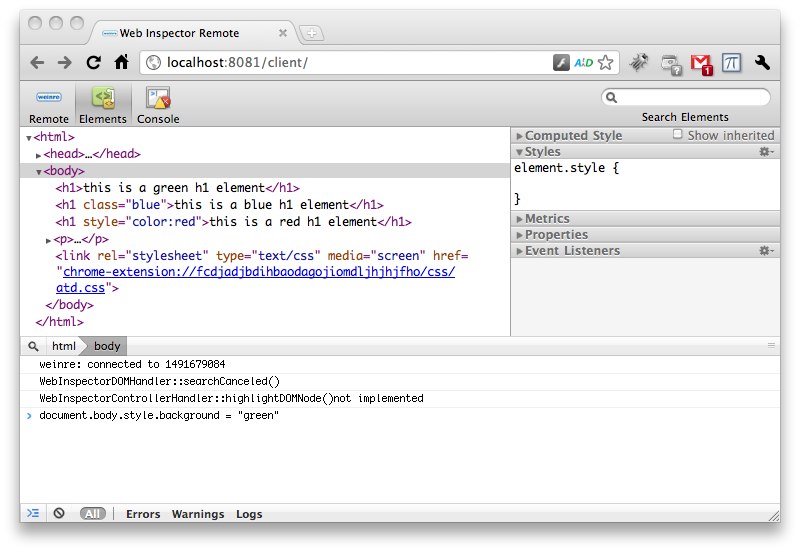 Web Inspector Remote
localhost:8081/client/
A!D
?
1
π
weinre
Remote
Elements
Console
Search Elements
▼<html>
▶<head>…</head>
▼<body>
<h1>this is a green h1 element</h1>
<h1 class="blue">this is a blue h1 element</h1>
<h1 style="color:red">this is a red h1 element</h1>
▶<p>…</p>
<link rel="stylesheet" type="text/css" media="screen" href=
"chrome-extension://fcdjadjbdihbaodagojiomdljhjhjfho/css/
atd.css">
</body>
</html>
Computed Style
Show inherited
Styles
element.style {
}
Metrics
Properties
Event Listeners
html
body
weinre: connected to 1491679084
WebInspectorDOMHandler::searchCanceled()
WebInspectorControllerHandler::highlightDOMNode()not implemented
> document.body.style.background = "green"
All
Errors
Warnings
Logs